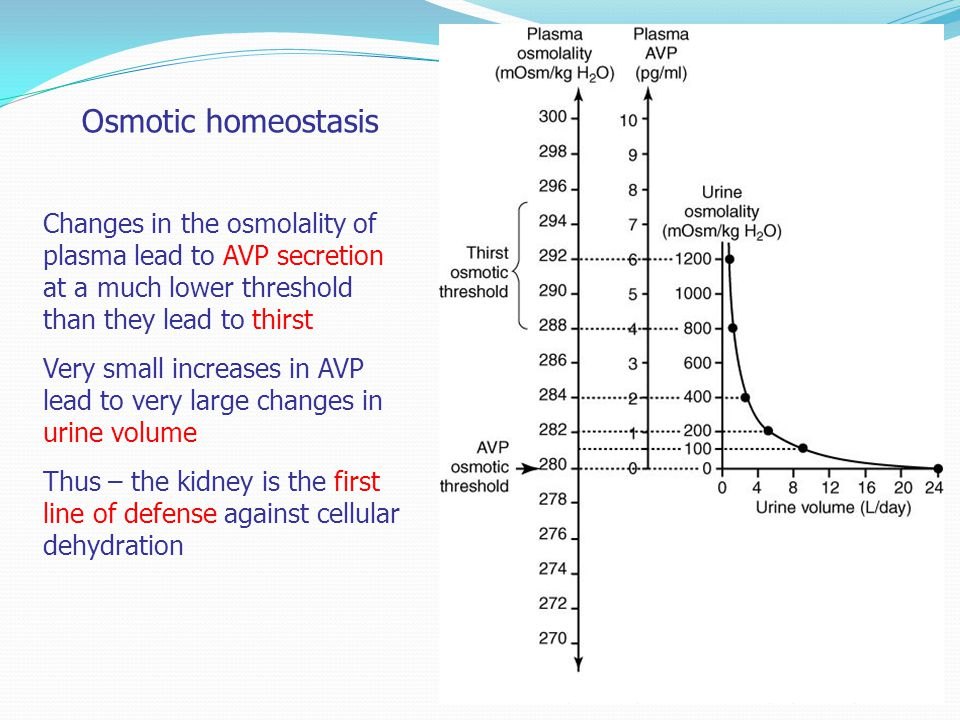 Osmotic homeostasis
Changes in the osmolality of
plasma lead to AVP secretion
at a much lower threshold
than they lead to thirst
Very small increases in AVP
lead to very large changes in
urine volume
Thus – the kidney is the first
line of defense against cellular
dehydration
Plasma
osmolality
(mOsm/kg H₂O)
300
298
296
294
292
290
288
286
284
282
280
278
276
274
272
270
Thirst
osmotic
threshold
AVP
osmotic
threshold
Plasma
AVP
(pg/ml)
10
9
8
7
6
5
4
3
2
1
0
Urine
osmolality
(mOsm/kg H₂O)
1200
1000
800
600
400
200
100
0
0 4 8 12 16 20 24
Urine volume (L/day)